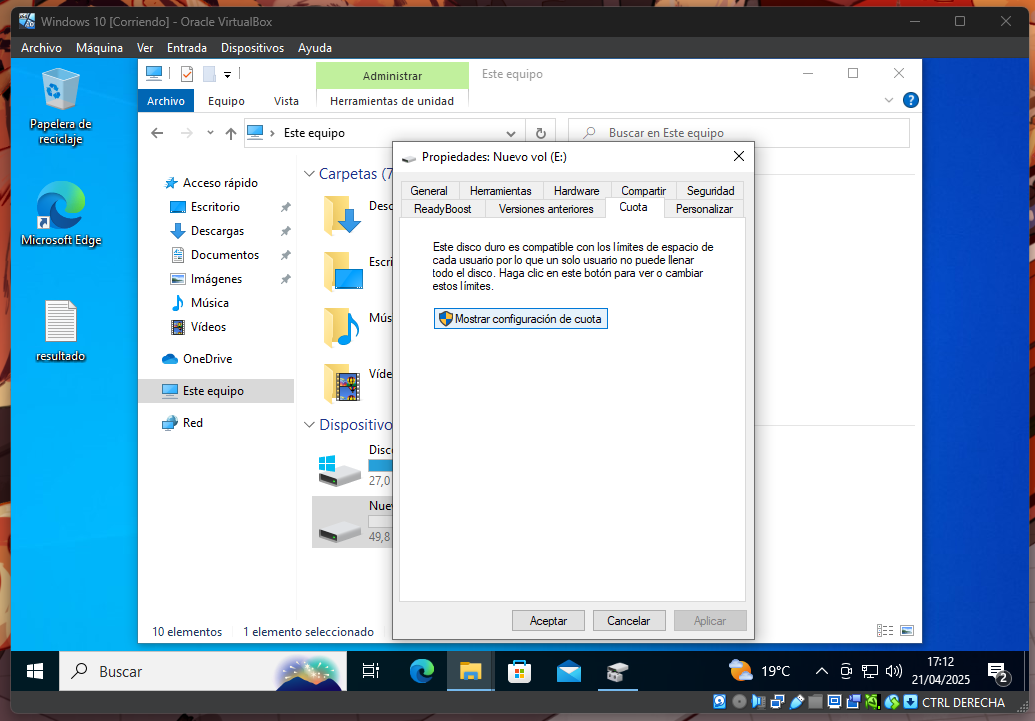 Windows 10 [Corriendo] - Oracle VirtualBox
Archivo Máquina Ver Entrada Dispositivos Ayuda
Papelera de reciclaje
Microsoft Edge
resultado
Administrar
Este equipo
Archivo Equipo Vista Herramientas de unidad
Este equipo
Buscar en Este equipo
Acceso rápido
Escritorio
Descargas
Documentos
Imágenes
Música
Vídeos
OneDrive
Este equipo
Red
Carpetas (7
Desc
Escri
Mús
Víde
Dispositivo
Disc
27,0
Nuev
49,8
Propiedades: Nuevo vol (E:)
General Herramientas Hardware Compartir Seguridad
ReadyBoost Versiones anteriores Cuota Personalizar
Este disco duro es compatible con los límites de espacio de
cada usuario por lo que un solo usuario no puede llenar
todo el disco. Haga clic en este botón para ver o cambiar
estos límites.
Mostrar configuración de cuota
Aceptar Cancelar Aplicar
10 elementos 1 elemento seleccionado
Buscar
19°C
17:12
21/04/2025
2
CTRL DERECHA